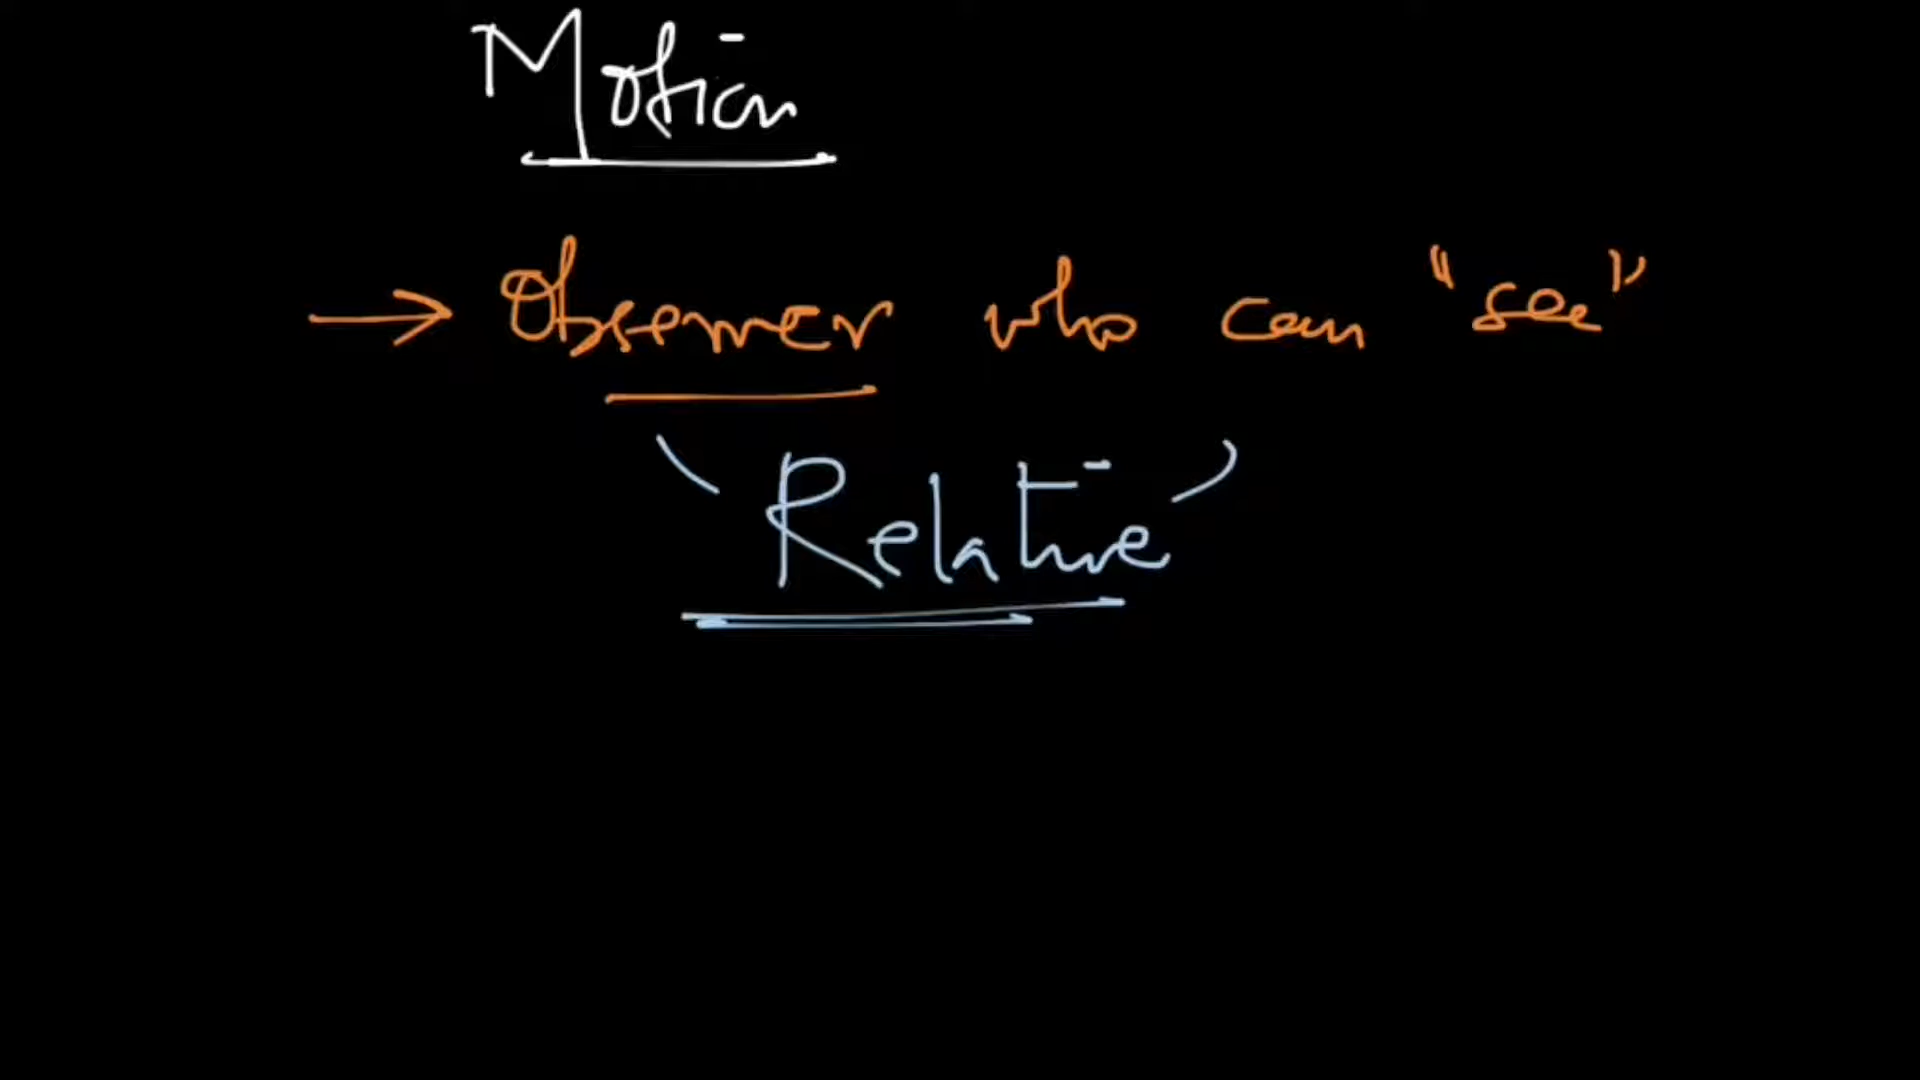 Motion
→ Observer who can "see"
Relative